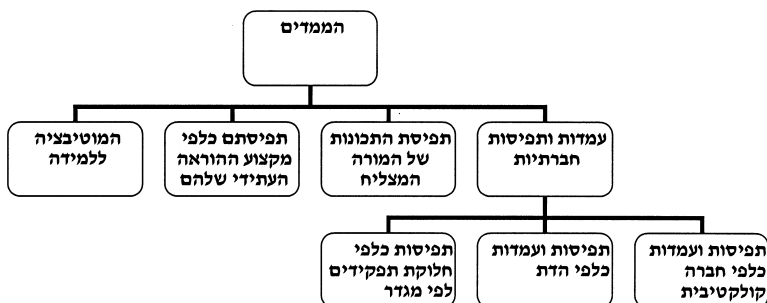 הממדים
עמדות ותפיסות
חברתיות
תפיסת התכונות
של המורה
המצליח
תפיסתם כלפי
מקצוע ההוראה
העתידי שלהם
המוטיבציה
ללמידה
תפיסות ועמדות
כלפי חברה
קולקטיבית
תפיסות ועמדות
כלפי הדת
תפיסות כלפי
חלוקת תפקידים
לפי מגדר